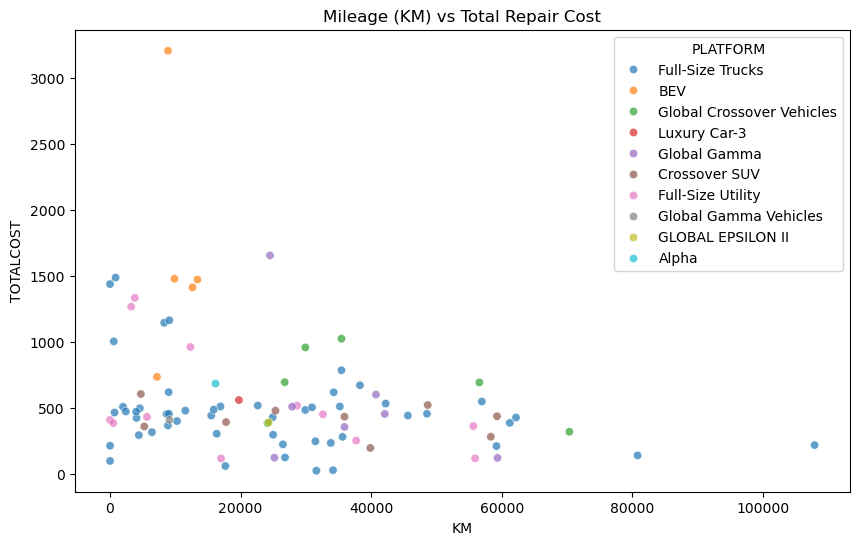 Mileage (KM) vs Total Repair Cost
PLATFORM
Full-Size Trucks
BEV
Global Crossover Vehicles
Luxury Car-3
Global Gamma
Crossover SUV
Full-Size Utility
Global Gamma Vehicles
GLOBAL EPSILON II
Alpha
TOTALCOST
3000
2500
2000
1500
1000
500
0
0 20000 40000 60000 80000 100000
KM